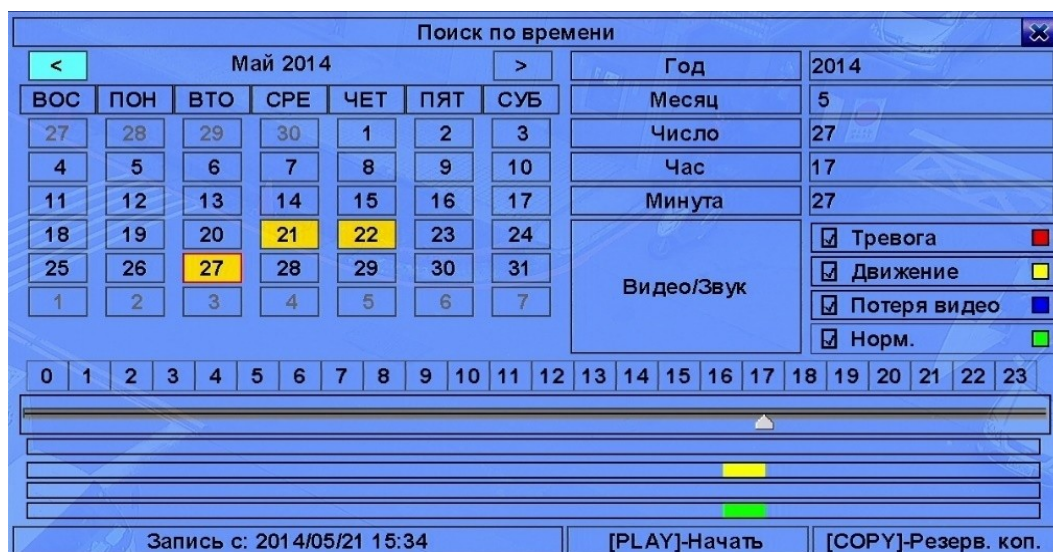 Поиск по времени
< Май 2014 > Год 2014
ВОС ПОН ВТО СРЕ ЧЕТ ПЯТ СУБ Месяц 5
27 28 29 30 1 2 3 Число 27
4 5 6 7 8 9 10 Час 17
11 12 13 14 15 16 17 Минута 27
18 19 20 21 22 23 24 Тревога
25 26 27 28 29 30 31 Видео/Звук Движение
1 2 3 4 5 6 7 Потеря видео
Норм.
0 1 2 3 4 5 6 7 8 9 10 11 12 13 14 15 16 17 18 19 20 21 22 23
Запись с: 2014/05/21 15:34 [PLAY]-Начать [COPY]-Резерв. коп.